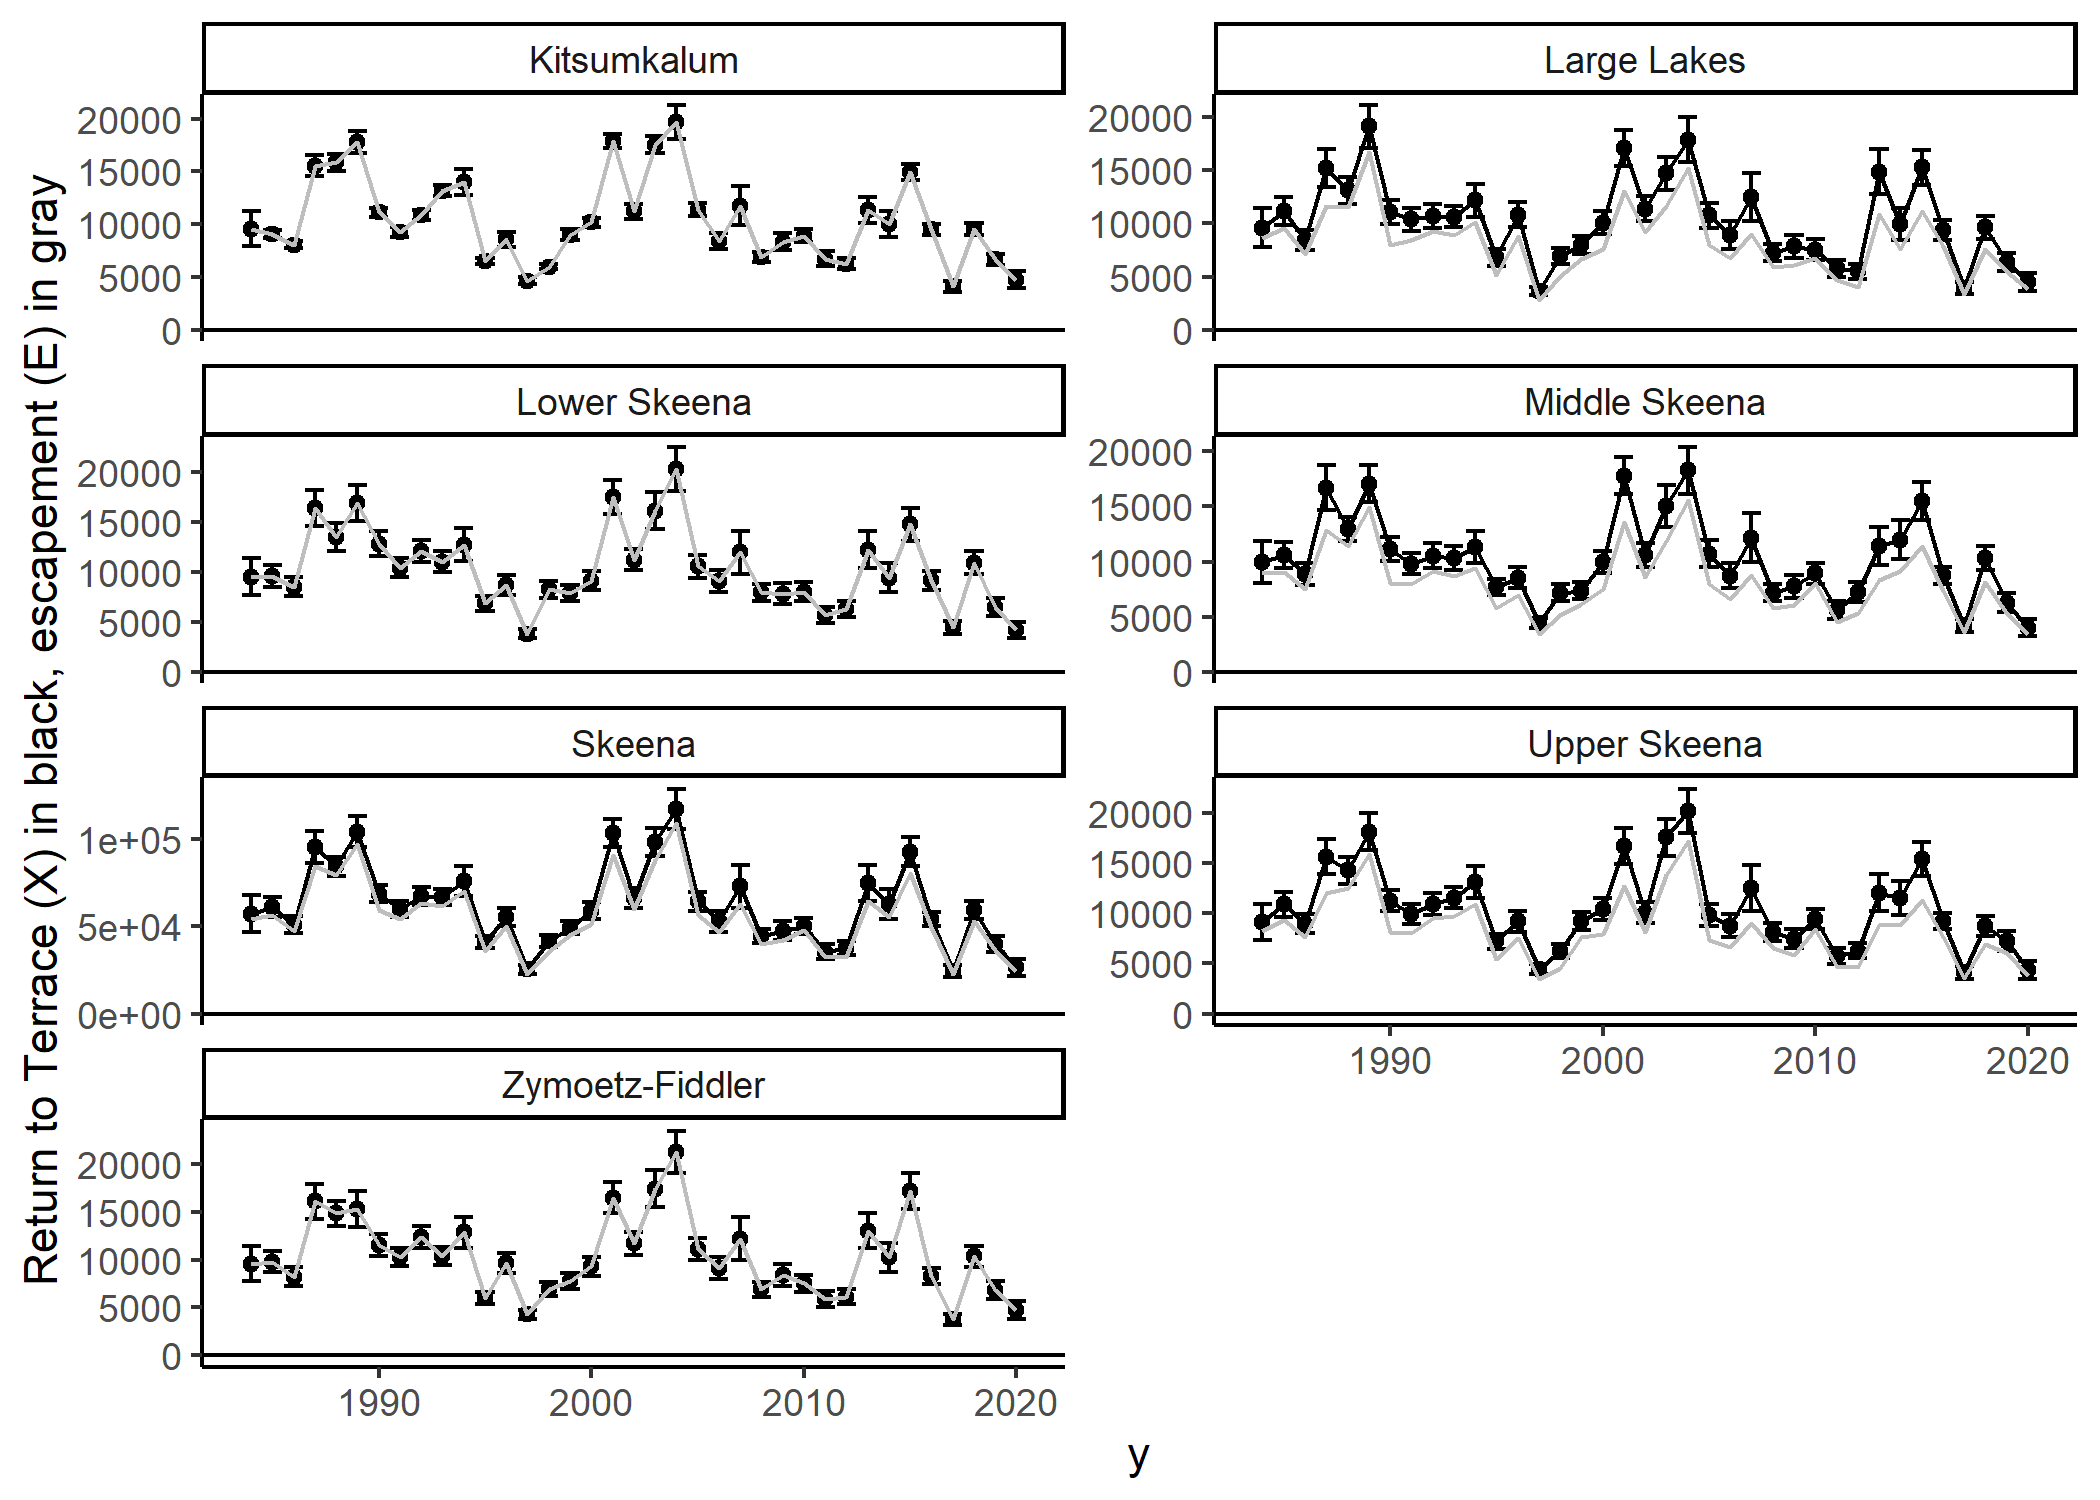 Return to Terrace (X) in black, escapement (E) in gray
Kitsumkalum
20000
15000
10000
5000
0
Large Lakes
20000
15000
10000
5000
0
Lower Skeena
20000
15000
10000
5000
0
Middle Skeena
20000
15000
10000
5000
0
Skeena
1e+05
5e+04
0e+00
Upper Skeena
20000
15000
10000
5000
0
1990 2000 2010 2020
Zymoetz-Fiddler
20000
15000
10000
5000
0
1990 2000 2010 2020
y